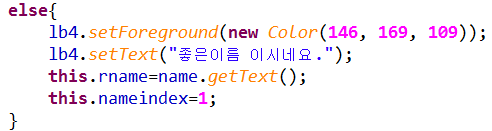 else{
lb4.setForeground(new Color(146, 169, 109));
lb4.setText("좋은이름 이시네요.");
this.rname=name.getText();
this.nameindex=1;
}